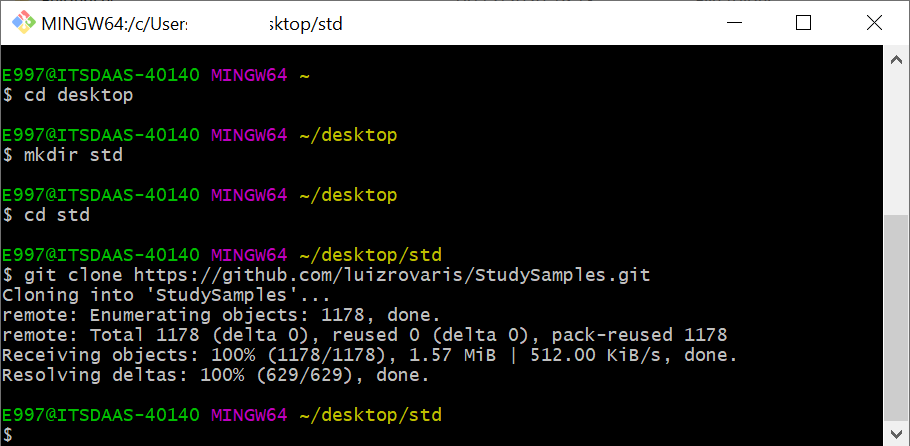 MINGW64:/c/Users sktop/std
E997@ITSDAAS-40140 MINGW64 ~
$ cd desktop
E997@ITSDAAS-40140 MINGW64 ~/desktop
$ mkdir std
E997@ITSDAAS-40140 MINGW64 ~/desktop
$ cd std
E997@ITSDAAS-40140 MINGW64 ~/desktop/std
$ git clone https://github.com/luizrovaris/StudySamples.git
Cloning into 'StudySamples'...
remote: Enumerating objects: 1178, done.
remote: Total 1178 (delta 0), reused 0 (delta 0), pack-reused 1178
Receiving objects: 100% (1178/1178), 1.57 MiB | 512.00 KiB/s, done.
Resolving deltas: 100% (629/629), done.
E997@ITSDAAS-40140 MINGW64 ~/desktop/std
$